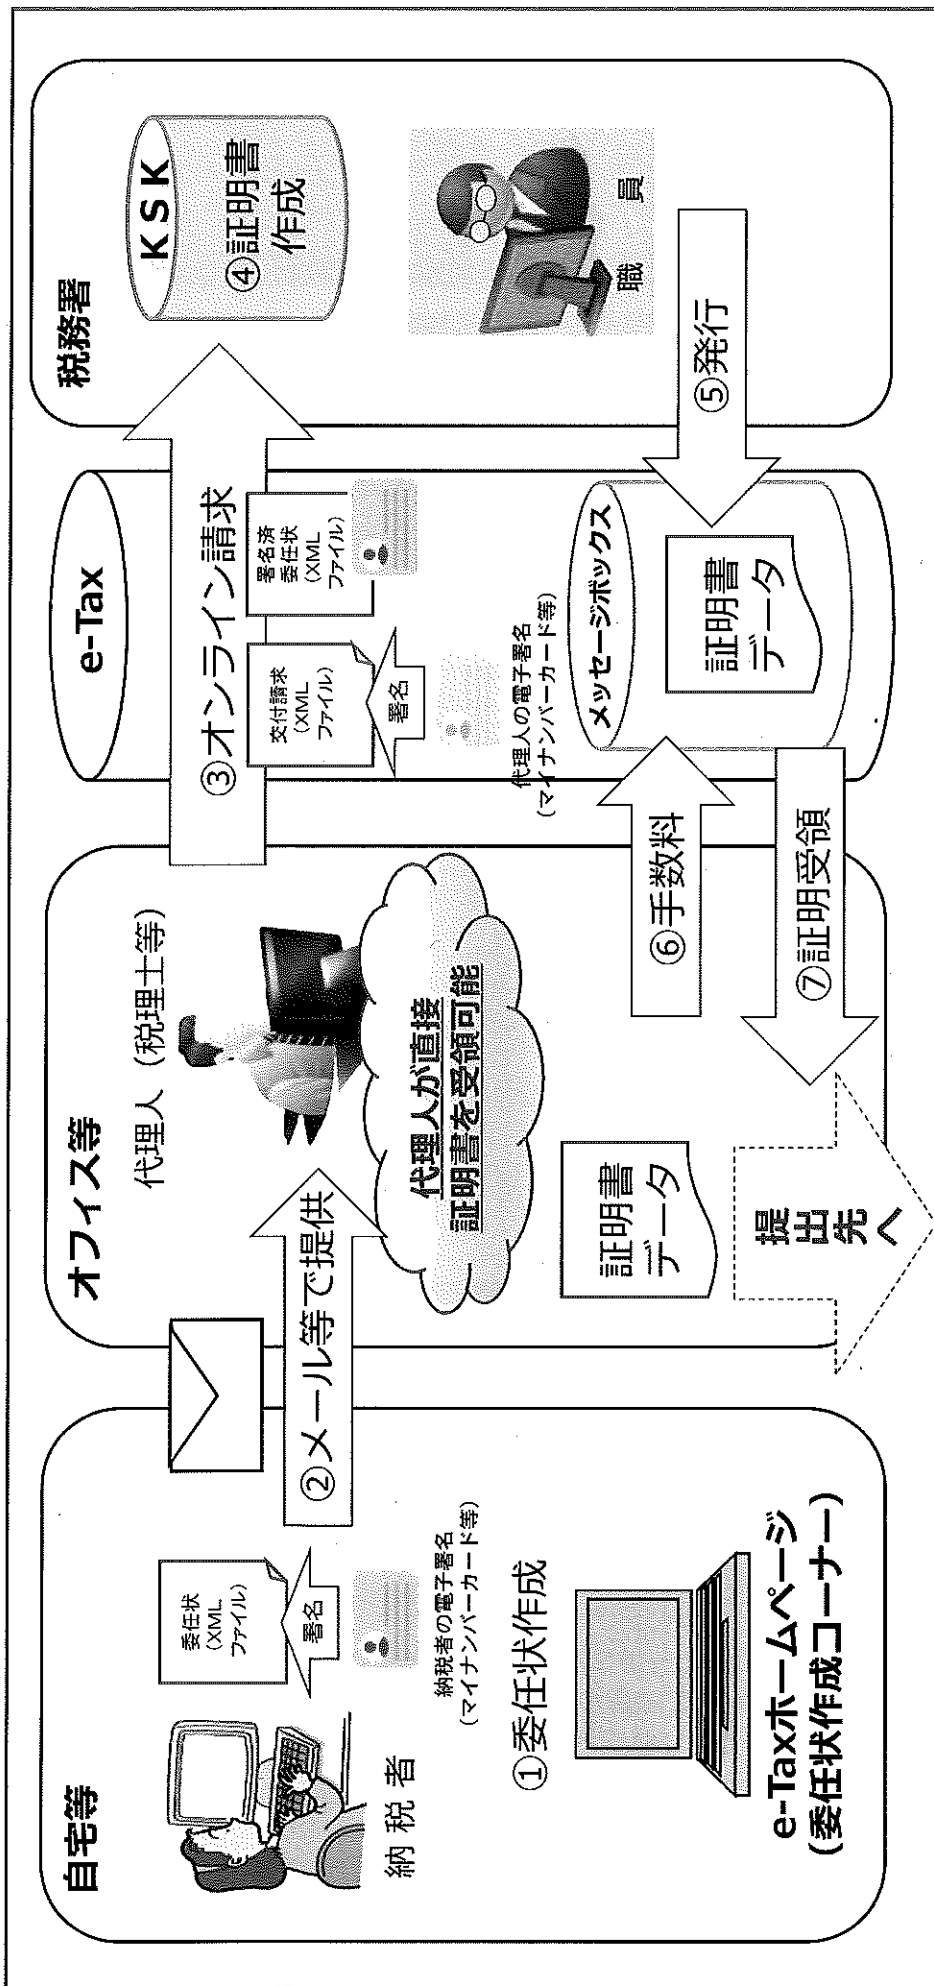 自宅等
納税者
委任状
(XML
ファイル)
署名
納税者の電子署名
(マイナンバーカード等)
①委任状作成
e-Taxホームページ
(委任状作成コーナー)
②メール等で提供
オフィス等
代理人（税理士等）
代理人が直接
証明書を受領可能
証明書
データ
提出先へ
e-Tax
③オンライン請求
交付請求
(XML
ファイル)
署名済
委任状
(XML
ファイル)
署名
代理人の電子署名
(マイナンバーカード等)
メッセージボックス
証明書
データ
⑥手数料
⑦証明受領
税務署
KSK
④証明書
作成
職員
⑤発行